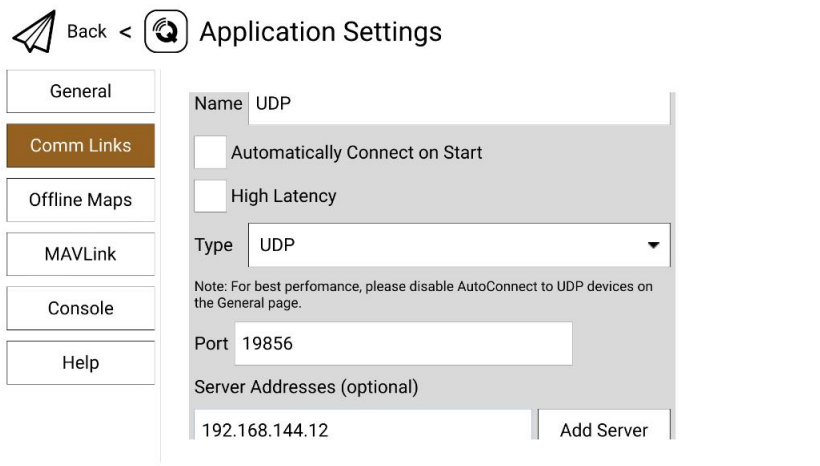 Back < Application Settings
General
Comm Links
Offline Maps
MAVLink
Console
Help
Name UDP
Automatically Connect on Start
High Latency
Type UDP
Note: For best perfomance, please disable AutoConnect to UDP devices on
the General page.
Port 19856
Server Addresses (optional)
192.168.144.12 Add Server